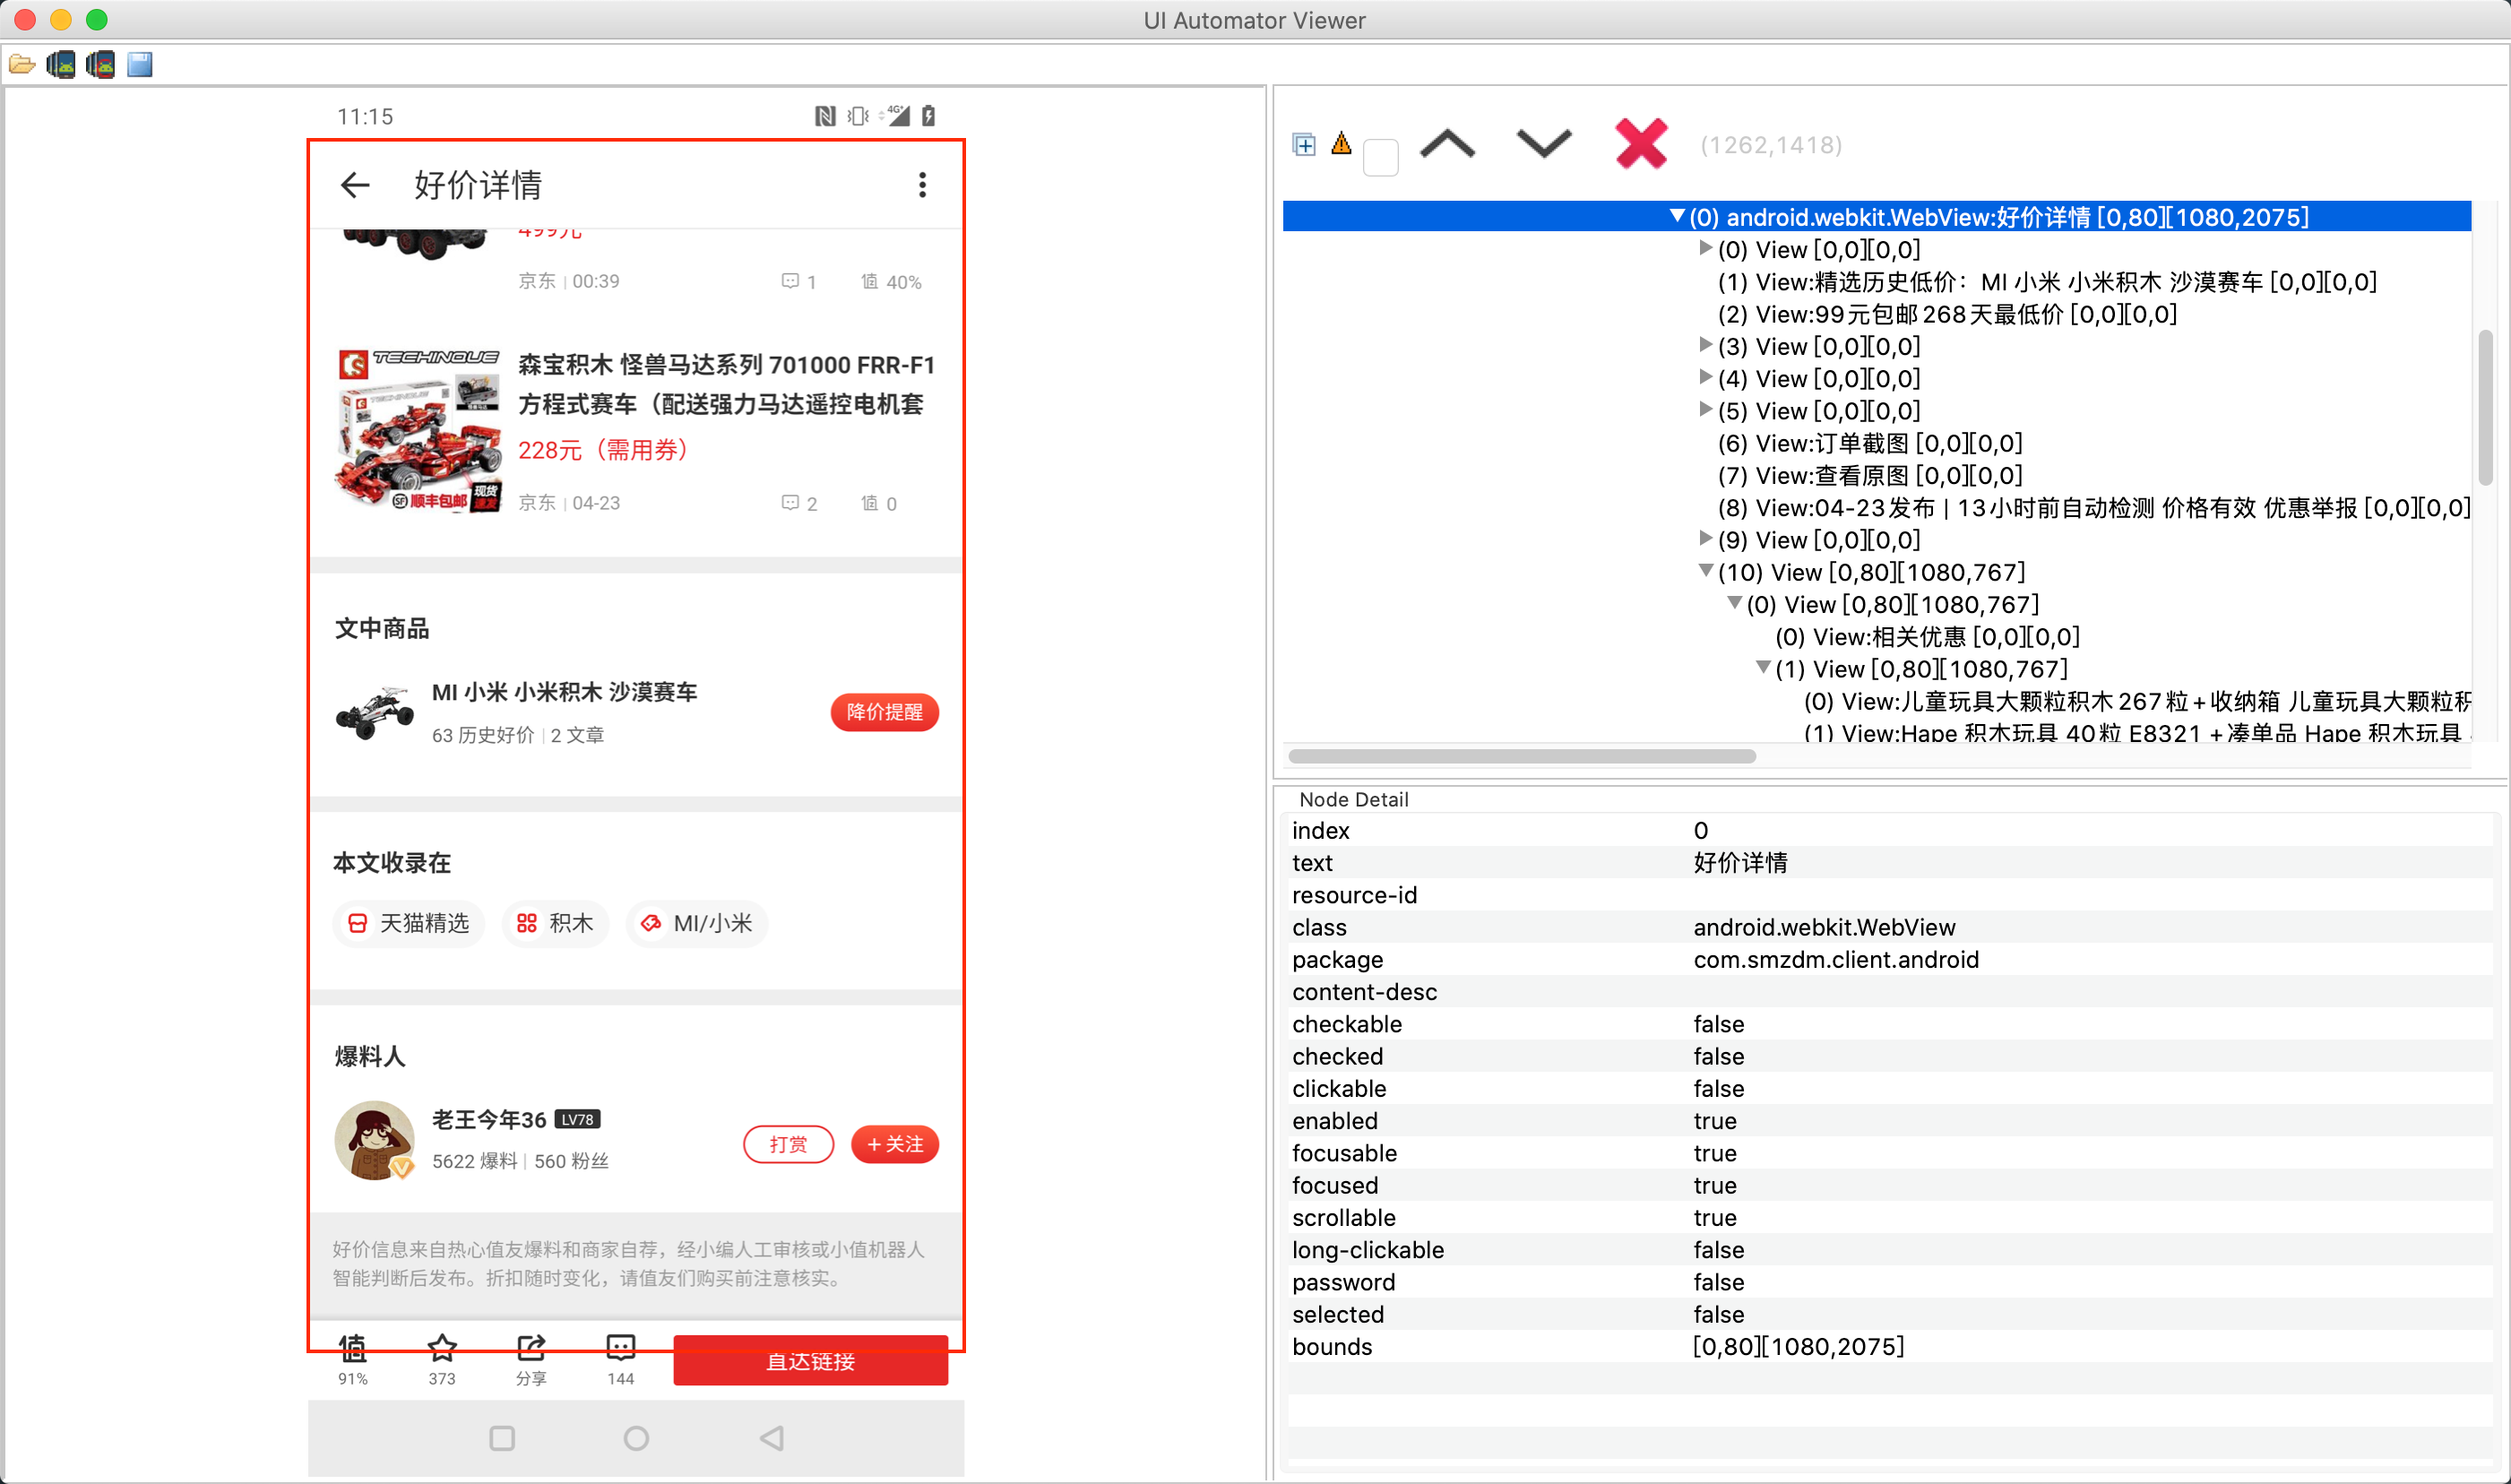 UI Automator Viewer
11:15
4G+
好价详情
499元
京东 | 00:39
1
值 40%
TECHINQUE
森宝积木 怪兽马达系列 701000 FRR-F1
方程式赛车（配送强力马达遥控电机套
228元（需用券）
SF 顺丰包邮
现货
速发
京东 | 04-23
2
值 0
文中商品
MI 小米 小米积木 沙漠赛车
降价提醒
63 历史好价 | 2 文章
本文收录在
天猫精选
积木
MI/小米
爆料人
老王今年36 LV78
5622 爆料 | 560 粉丝
打赏
+关注
好价信息来自热心值友爆料和商家自荐，经小编人工审核或小值机器人
智能判断后发布。折扣随时变化，请值友们购买前注意核实。
值
91%
373
分享
144
直达链接
(1262,1418)
(0) android.webkit.WebView:好价详情 [0,80][1080,2075]
(0) View [0,0][0,0]
(1) View:精选历史低价：MI 小米 小米积木 沙漠赛车 [0,0][0,0]
(2) View:99元包邮268天最低价 [0,0][0,0]
(3) View [0,0][0,0]
(4) View [0,0][0,0]
(5) View [0,0][0,0]
(6) View:订单截图 [0,0][0,0]
(7) View:查看原图 [0,0][0,0]
(8) View:04-23发布 | 13小时前自动检测 价格有效 优惠举报 [0,0][0,0]
(9) View [0,0][0,0]
(10) View [0,80][1080,767]
(0) View [0,80][1080,767]
(0) View:相关优惠 [0,0][0,0]
(1) View [0,80][1080,767]
(0) View:儿童玩具大颗粒积木267粒+收纳箱 儿童玩具大颗粒积
(1) View:Hape 积木玩具 40粒 E8321 +凑单品 Hape 积木玩具
Node Detail
index 0
text 好价详情
resource-id
class android.webkit.WebView
package com.smzdm.client.android
content-desc
checkable false
checked false
clickable false
enabled true
focusable true
focused true
scrollable true
long-clickable false
password false
selected false
bounds [0,80][1080,2075]